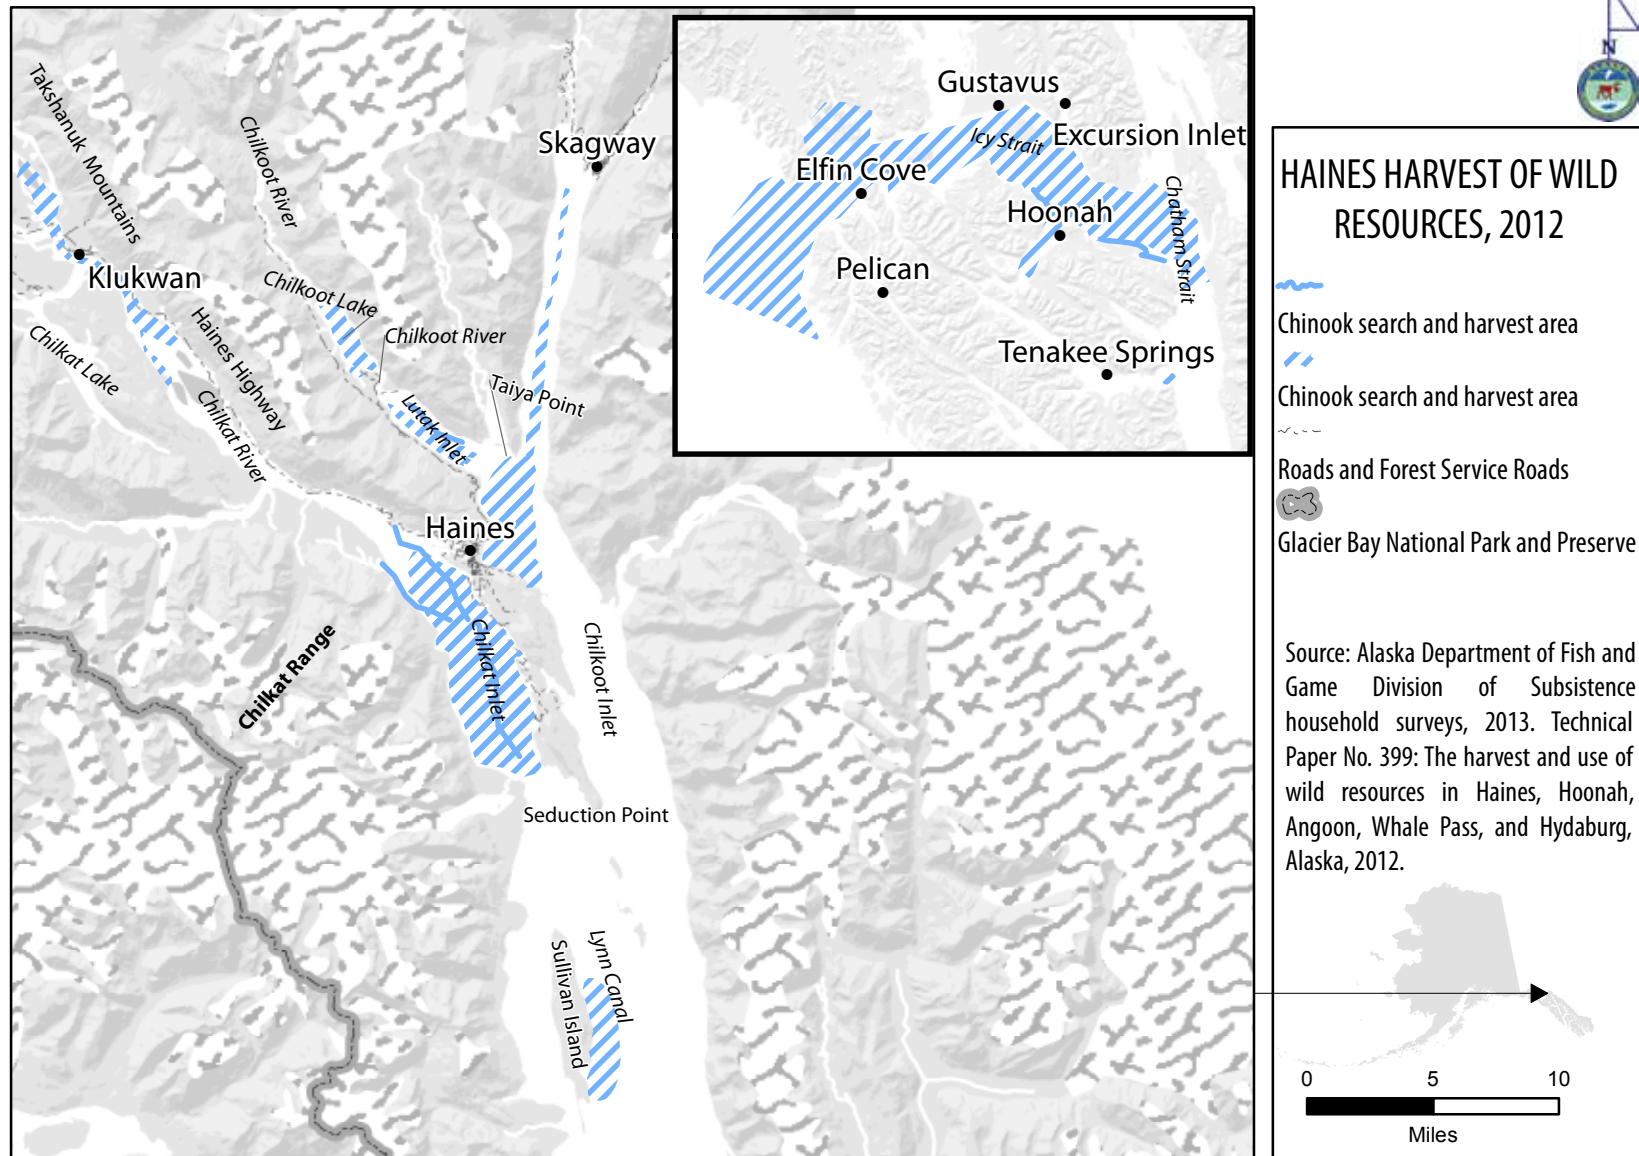 N
HAINES HARVEST OF WILD
RESOURCES, 2012
Chinook search and harvest area
Chinook search and harvest area
Roads and Forest Service Roads
Glacier Bay National Park and Preserve
Source: Alaska Department of Fish and
Game Division of Subsistence
household surveys, 2013. Technical
Paper No. 399: The harvest and use of
wild resources in Haines, Hoonah,
Angoon, Whale Pass, and Hydaburg,
Alaska, 2012.
0 5 10
Miles
Takshanuk Mountains
Chilkoot River
Skagway
Klukwan
Chilkoot Lake
Chilkoot River
Haines Highway
Chilkat Lake
Chilkat River
Taiya Point
Lutak Inlet
Haines
Chilkat Inlet
Chilkoot Inlet
Chilkat Range
Seduction Point
Sullivan Island
Lynn Canal
Gustavus
Icy Strait
Excursion Inlet
Elfin Cove
Hoonah
Chatham Strait
Pelican
Tenakee Springs